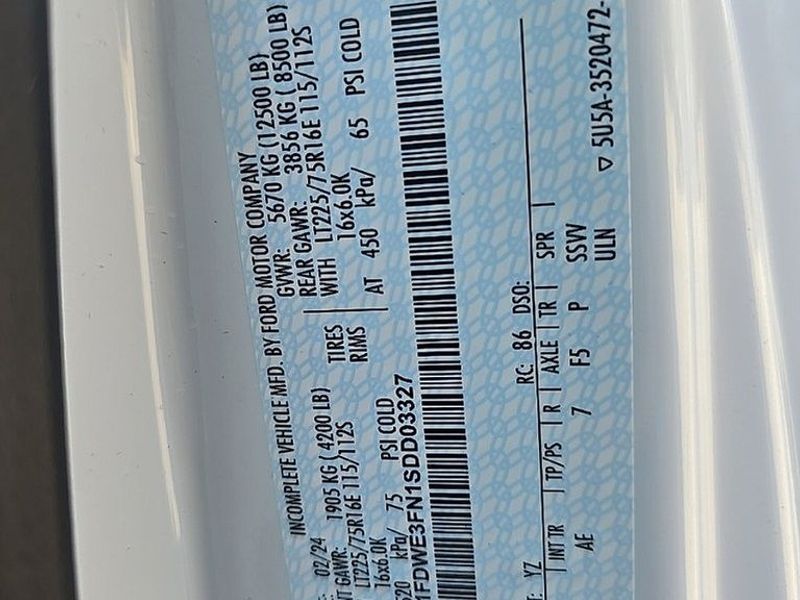 INCOMPLETE VEHICLE MFD. BY FORD MOTOR COMPANY
02/24 GVWR: 5670 KG (12500 LB)
GAWR: 1905 KG ( 4200 LB) REAR GAWR: 3856 KG ( 8500 LB)
LT225/75R16E 115/112S TIRES WITH LT225/75R16E 115/112S
16x6.0K RIMS 16x6.0K
kPa/ 75 PSI COLD AT 450 kPa/ 65 PSI COLD
1FDWE3FN1SDD03327
YZ RC: 86 DSO:
INT TR TP/PS R AXLE TR SPR
AE 7 F5 P SSW
ULN
▽ 5U5A-3520472-